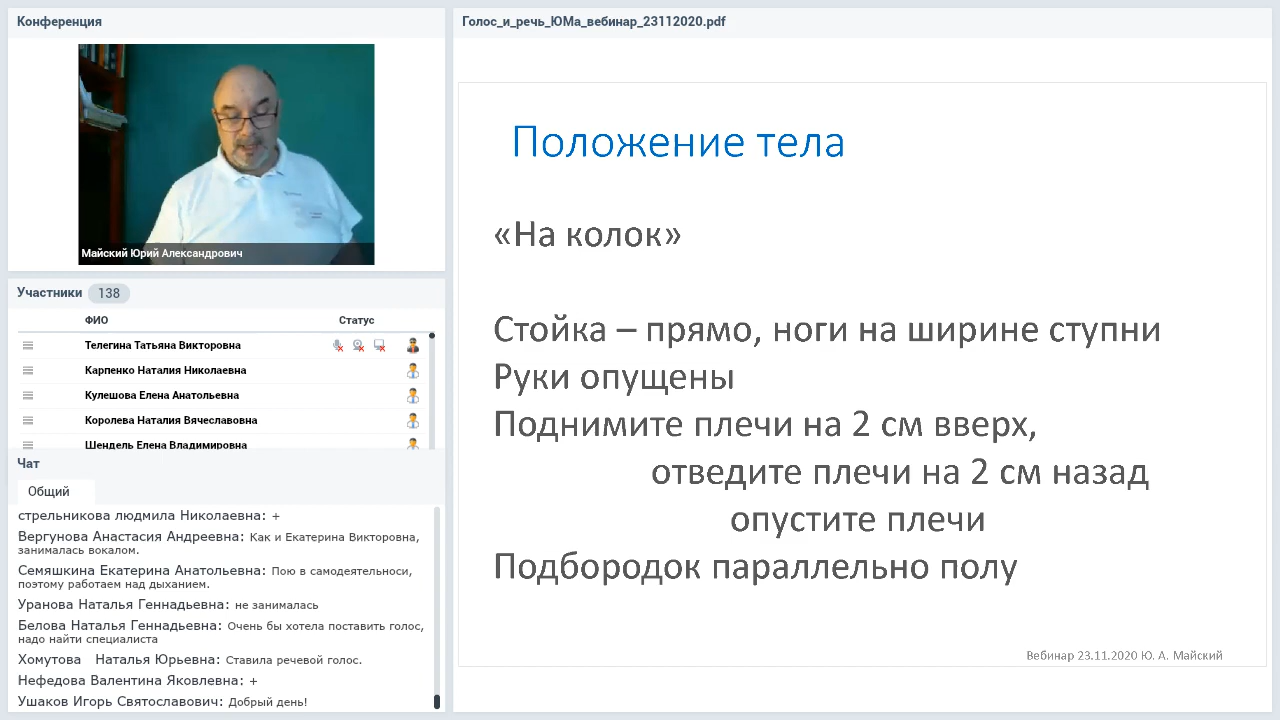 Конференция
Майский Юрий Александрович
Участники 138
ФИО Статус
Телегина Татьяна Викторовна
Карпенко Наталия Николаевна
Кулешова Елена Анатольевна
Королева Наталия Вячеславовна
Шендель Елена Владимировна
Чат
Общий
стрельникова людмила Николаевна: +
Вергунова Анастасия Андреевна: Как и Екатерина Викторовна,
занималась вокалом.
Семяшкина Екатерина Анатольевна: Пою в самодеятельноси,
поэтому работаем над дыханием.
Уранова Наталья Геннадьевна: не занималась
Белова Наталья Геннадьевна: Очень бы хотела поставить голос,
надо найти специалиста
Хомутова Наталья Юрьевна: Ставила речевой голос.
Нефедова Валентина Яковлевна: +
Ушаков Игорь Святославович: Добрый день!
Голос_и_речь_ЮМа_вебинар_23112020.pdf
Положение тела
«На колок»
Стойка – прямо, ноги на ширине ступни
Руки опущены
Поднимите плечи на 2 см вверх,
отведите плечи на 2 см назад
опустите плечи
Подбородок параллельно полу
Вебинар 23.11.2020 Ю. А. Майский